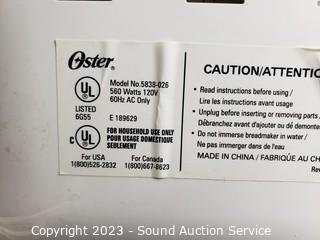 Oster
CAUTION/ATTENTIO
Model No.5838-026
560 Watts 120V
60Hz AC Only
UL
LISTED
6G55
E 189629
• Read instructions before using /
Lire les instructions avant usage
• Unplug before inserting or removing parts /
Débranchez avant d'ajouter ou de démonter
• Do not immerse breadmaker in water /
Ne pas immerger dans l'eau
C UL
FOR HOUSEHOLD USE ONLY
POUR USAGE DOMESTIQUE
SEULEMENT
MADE IN CHINA / FABRIQUÉ AU CH
For USA
1(800)526-2832
For Canada
1(800)667-8623
Rev
Copyright 2023 - Sound Auction Service